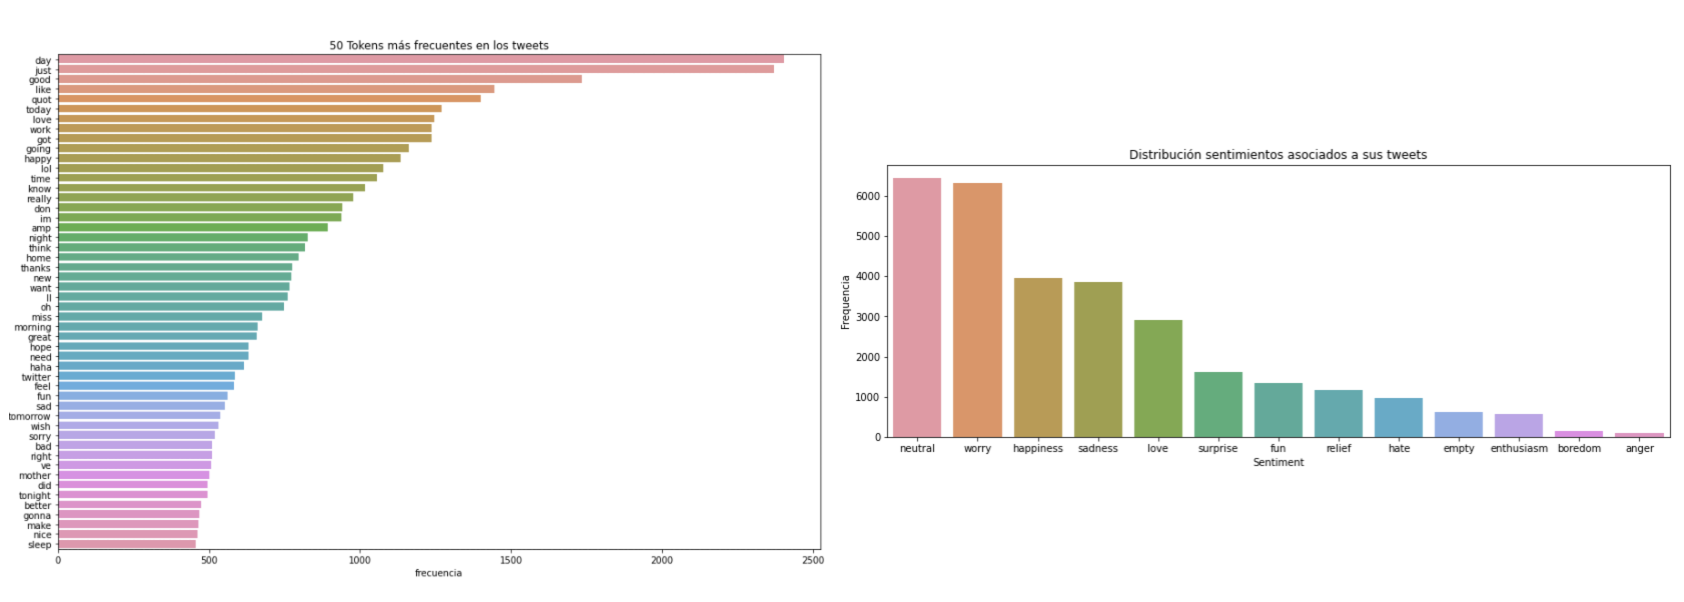 50 Tokens más frecuentes en los tweets
day
just
good
like
quot
today
love
work
got
going
happy
lol
time
know
really
don
im
amp
night
think
home
thanks
new
want
ll
oh
miss
morning
great
hope
need
haha
twitter
feel
fun
sad
tomorrow
wish
sorry
bad
right
ve
mother
did
tonight
better
gonna
make
nice
sleep
0 500 1000 1500 2000 2500
frecuencia
Distribución sentimientos asociados a sus tweets
Frequencia
6000
5000
4000
3000
2000
1000
0
neutral worry happiness sadness love surprise fun relief hate empty enthusiasm boredom anger
Sentiment